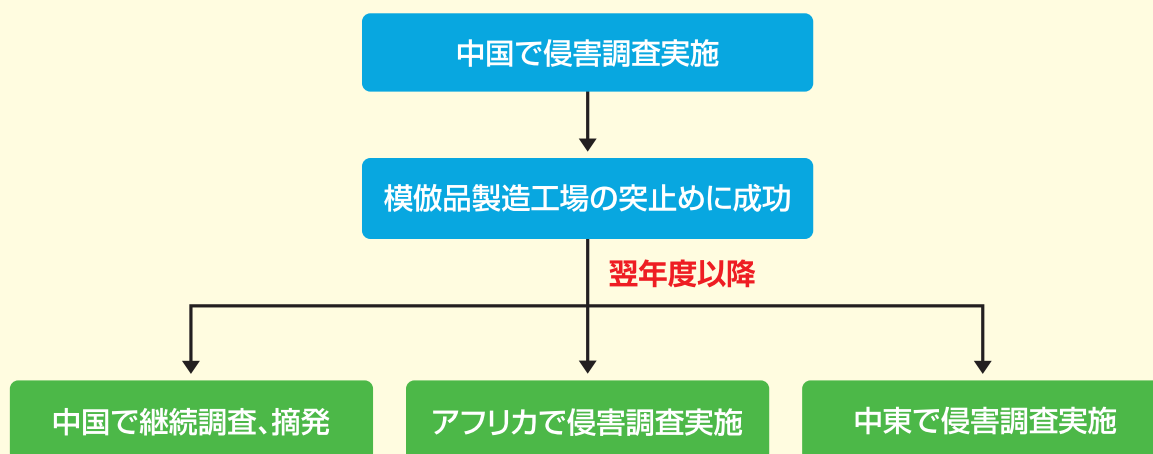 中国で侵害調査実施
模倣品製造工場の突止めに成功
翌年度以降
中国で継続調査、摘発
アフリカで侵害調査実施
中東で侵害調査実施